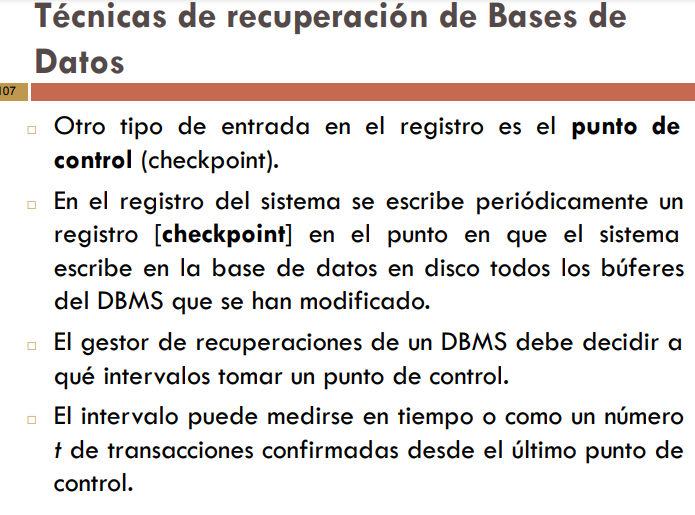 Técnicas de recuperación de Bases de
Datos
107
Otro tipo de entrada en el registro es el punto de
control (checkpoint).
En el registro del sistema se escribe periódicamente un
registro [checkpoint] en el punto en que el sistema
escribe en la base de datos en disco todos los búferes
del DBMS que se han modificado.
El gestor de recuperaciones de un DBMS debe decidir a
qué intervalos tomar un punto de control.
El intervalo puede medirse en tiempo o como un número
t de transacciones confirmadas desde el último punto de
control.